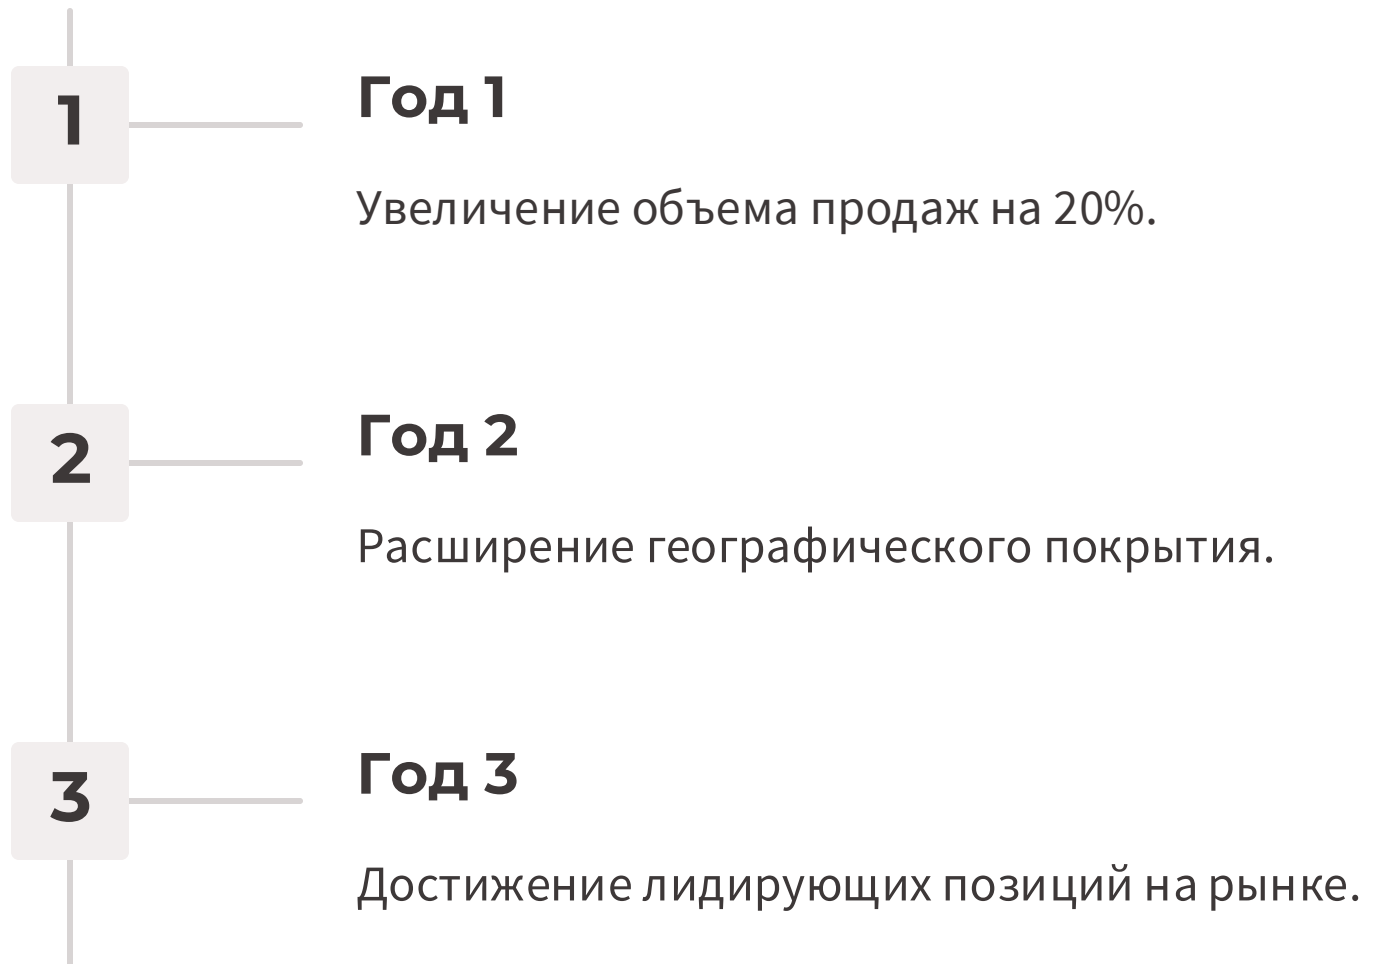 1
Год 1
Увеличение объема продаж на 20%.
2
Год 2
Расширение географического покрытия.
3
Год 3
Достижение лидирующих позиций на рынке.